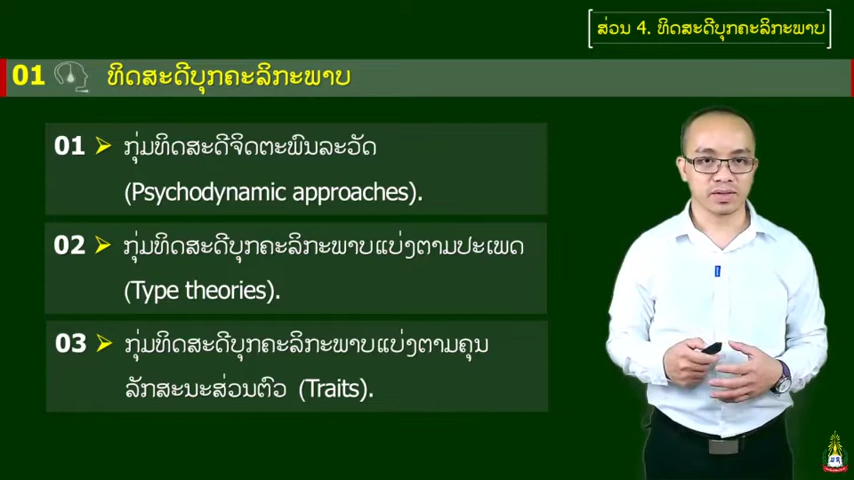 ສ່ວນ 4. ທິດສະດີບຸກຄະລິກະພາບ
01 ທິດສະດີບຸກຄະລິກະພາບ
01 ➢ ກຸ່ມທິດສະດີຈິດຕະພົນລະວັດ
(Psychodynamic approaches).
02 ➢ ກຸ່ມທິດສະດີບຸກຄະລິກະພາບແບ່ງຕາມປະເພດ
(Type theories).
03 ➢ ກຸ່ມທິດສະດີບຸກຄະລິກະພາບແບ່ງຕາມຄຸນ
ລັກສະນະສ່ວນຕົວ (Traits).